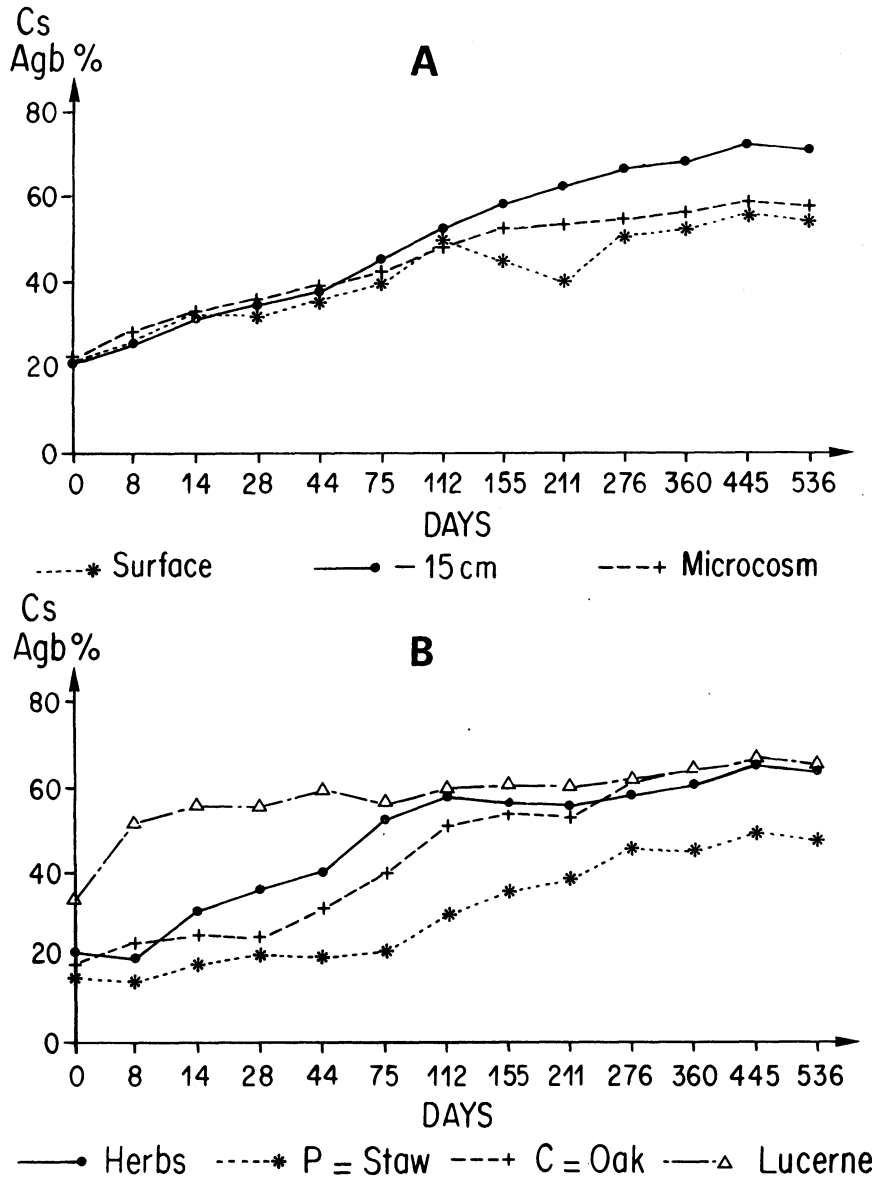 Cs
Agb %
A
80
60
40
20
0
0 8 14 28 44 75 112 155 211 276 360 445 536
DAYS
Surface − 15 cm Microcosm
Cs
Agb %
B
80
60
40
20
0
0 8 14 28 44 75 112 155 211 276 360 445 536
DAYS
Herbs P = Staw C = Oak Lucerne